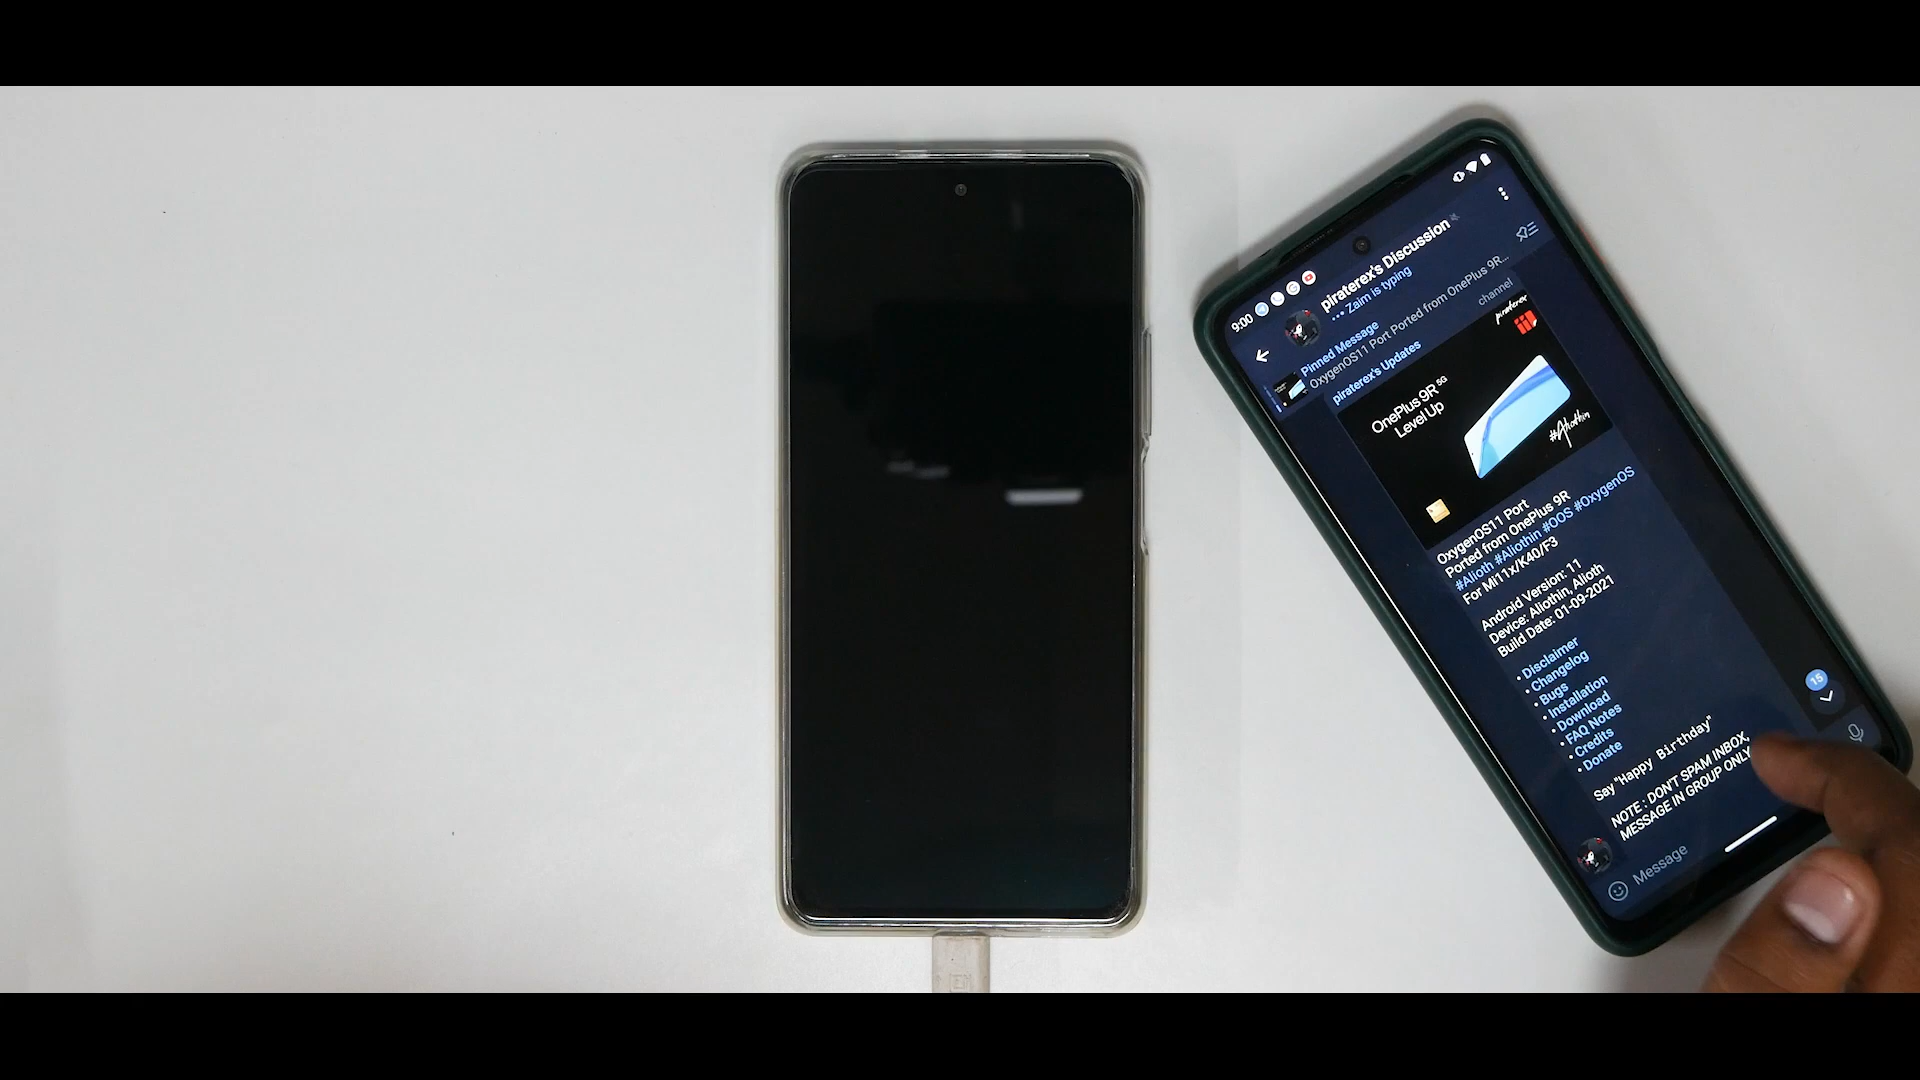 9:00
piraterex's Discussion
Zaim is typing
Pinned Message
OxygenOS11 Port Ported from OnePlus 9R...
piraterex's Updates
channel
piraterex
OnePlus 9R 5G
Level Up
#Aliothin
OxygenOS11 Port
Ported from OnePlus 9R
#Alioth #Aliothin #OOS #OxygenOS
For Mi11x/K40/F3
Android Version: 11
Device: Aliothin, Alioth
Build Date: 01-09-2021
• Disclaimer
• Changelog
• Bugs
• Installation
• Download
• FAQ Notes
• Credits
• Donate
Say "Happy Birthday"
NOTE : DON'T SPAM INBOX,
MESSAGE IN GROUP ONLY
15
Message